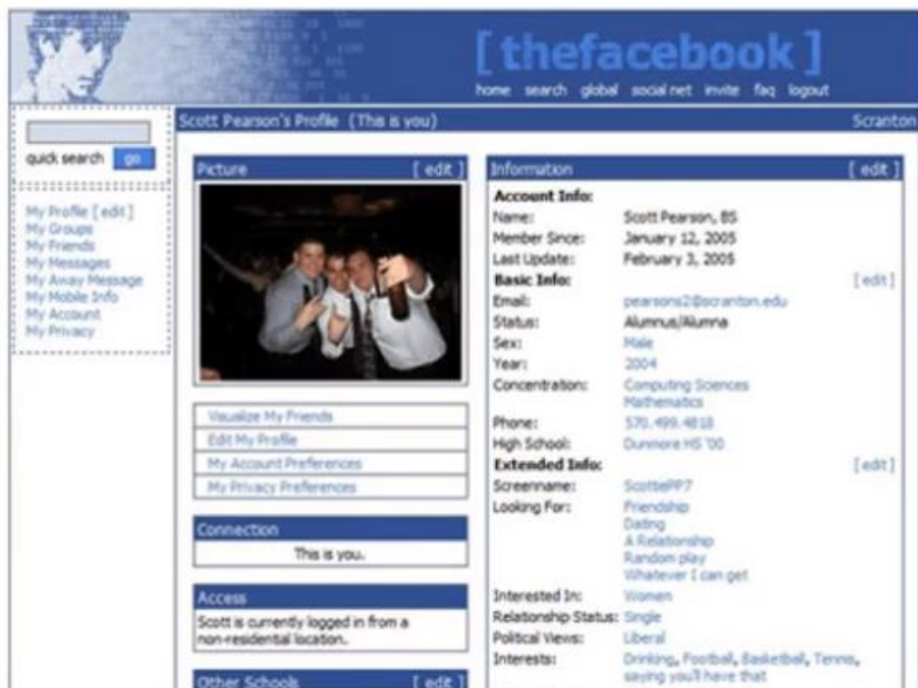 [ thefacebook ]
home search global social net invite faq logout
quick search go
My Profile [ edit ]
My Groups
My Friends
My Messages
My Away Message
My Mobile Info
My Account
My Privacy
Scott Pearson's Profile (This is you) Scranton
Picture [ edit ]
Visualize My Friends
Edit My Profile
My Account Preferences
My Privacy Preferences
Connection
This is you.
Access
Scott is currently logged in from a
non-residential location.
Other Schools [ edit ]
Information [ edit ]
Account Info:
Name: Scott Pearson, BS
Member Since: January 12, 2005
Last Update: February 3, 2005
Basic Info: [ edit ]
Email: pearsons2@scranton.edu
Status: Alumnus/Alumna
Sex: Male
Year: 2004
Concentration: Computing Sciences
Mathematics
Phone: 570.499.4818
High School: Dunmore HS '00
Extended Info: [ edit ]
Screenname: ScottiePP7
Looking For: Friendship
Dating
A Relationship
Random play
Whatever I can get
Interested In: Women
Relationship Status: Single
Political Views: Liberal
Interests: Drinking, Football, Basketball, Tennis,
saying you'll have that